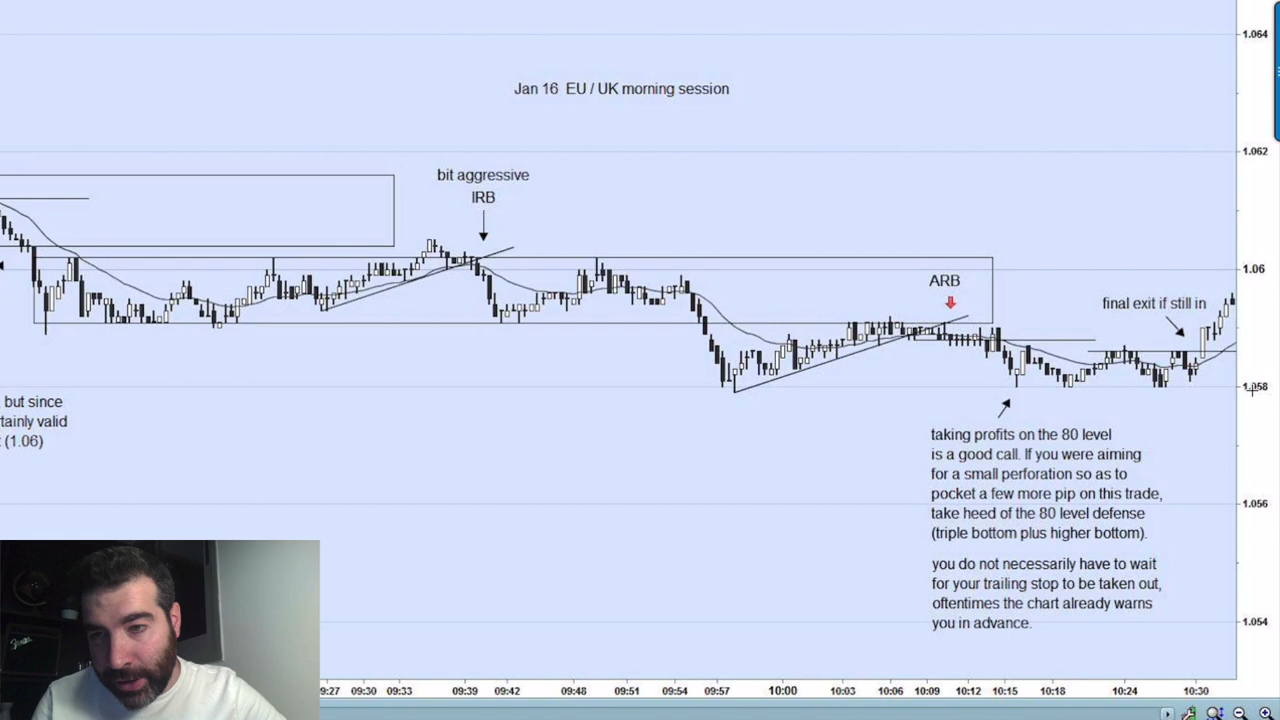 Jan 16 EU / UK morning session
bit aggressive
IRB
ARB
final exit if still in
, but since
tainly valid
t (1.06)
taking profits on the 80 level
is a good call. If you were aiming
for a small perforation so as to
pocket a few more pip on this trade,
take heed of the 80 level defense
(triple bottom plus higher bottom).
you do not necessarily have to wait
for your trailing stop to be taken out,
oftentimes the chart already warns
you in advance.
1.064
1.062
1.06
1.058
1.056
1.054
9:27 09:30 09:33 09:39 09:42 09:48 09:51 09:54 09:57 10:00 10:03 10:06 10:09 10:12 10:15 10:18 10:24 10:30